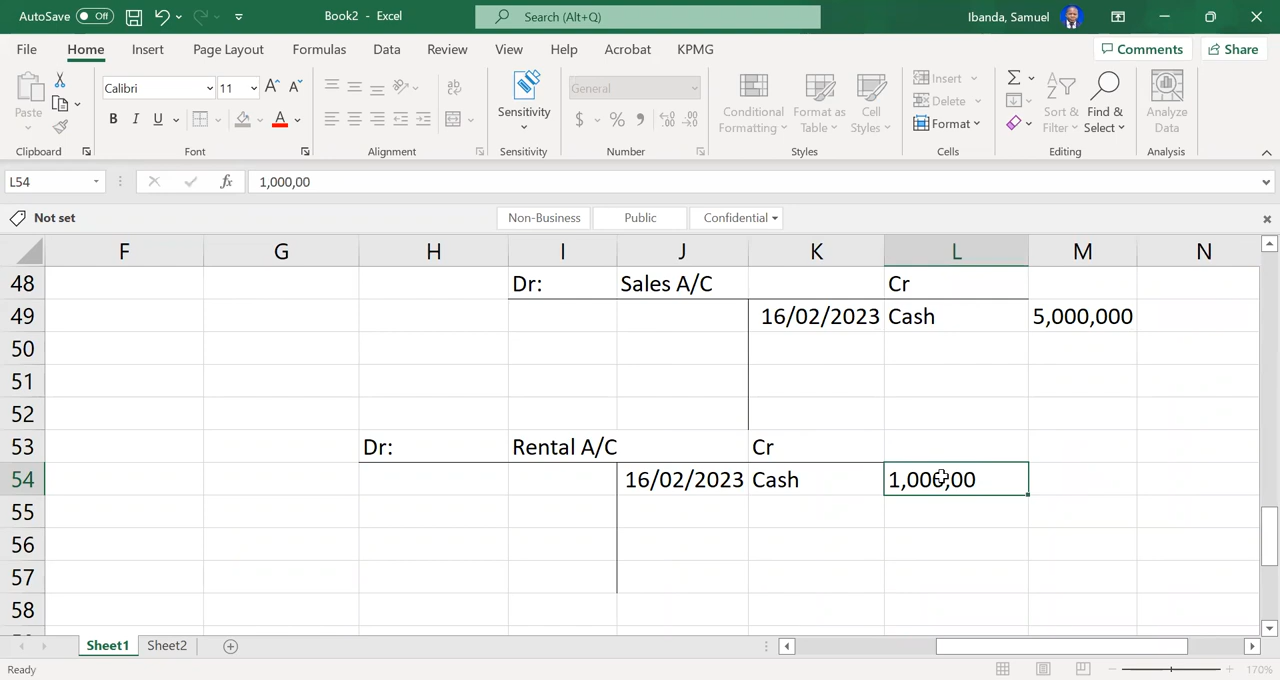 AutoSave Off Book2 - Excel Search (Alt+Q) Ibanda, Samuel
File Home Insert Page Layout Formulas Data Review View Help Acrobat KPMG Comments Share
Paste Calibri 11 General Sensitivity Conditional Formatting Format as Table Cell Styles Insert Delete Format Sort & Filter Find & Select Analyze Data
Clipboard Font Alignment Sensitivity Number Styles Cells Editing Analysis
L54 fx 1,000,00
Not set Non-Business Public Confidential
F G H I J K L M N
48 Dr: Sales A/C Cr
49 16/02/2023 Cash 5,000,000
50
51
52
53 Dr: Rental A/C Cr
54 16/02/2023 Cash 1,000,00
55
56
57
58
Sheet1 Sheet2
Ready 170%